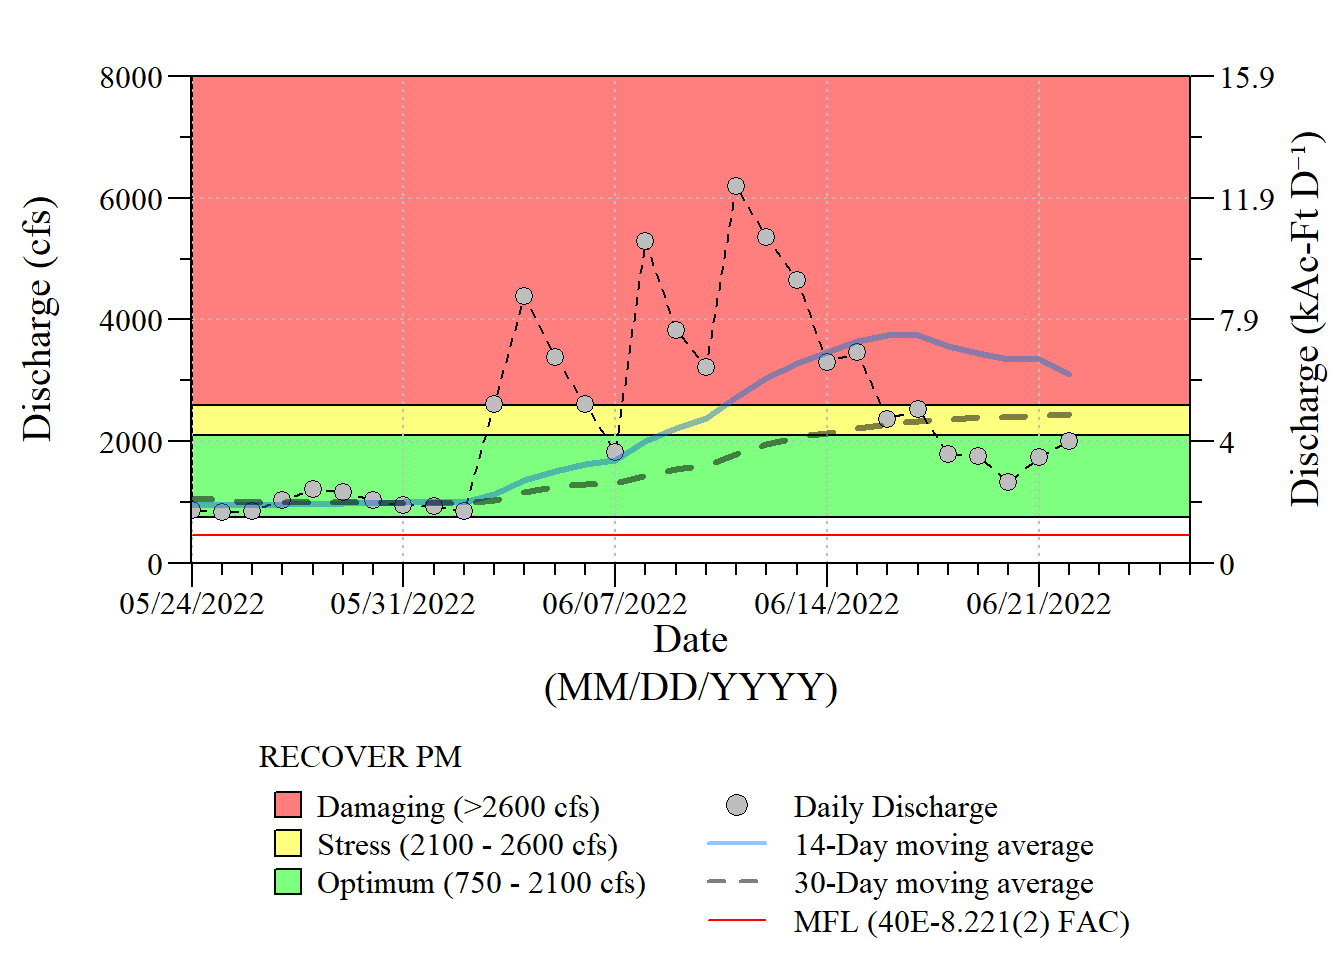 8000
6000
4000
2000
0
Discharge (cfs)
15.9
11.9
7.9
4
0
Discharge (kAc-Ft D⁻¹)
05/24/2022 05/31/2022 06/07/2022 06/14/2022 06/21/2022
Date
(MM/DD/YYYY)
RECOVER PM
Damaging (>2600 cfs)
Stress (2100 - 2600 cfs)
Optimum (750 - 2100 cfs)
Daily Discharge
14-Day moving average
30-Day moving average
MFL (40E-8.221(2) FAC)